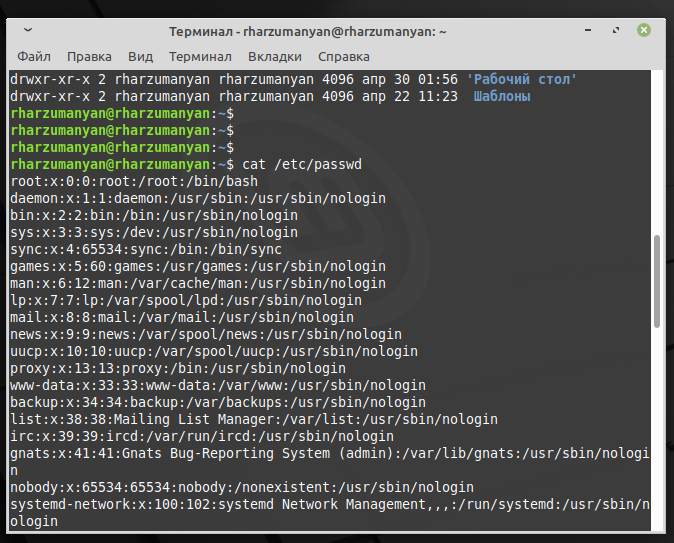 Терминал - rharzumanyan@rharzumanyan: ~
Файл Правка Вид Терминал Вкладки Справка
drwxr-xr-x 2 rharzumanyan rharzumanyan 4096 апр 30 01:56 'Рабочий стол'
drwxr-xr-x 2 rharzumanyan rharzumanyan 4096 апр 22 11:23  Шаблоны
rharzumanyan@rharzumanyan:~$
rharzumanyan@rharzumanyan:~$
rharzumanyan@rharzumanyan:~$
rharzumanyan@rharzumanyan:~$ cat /etc/passwd
root:x:0:0:root:/root:/bin/bash
daemon:x:1:1:daemon:/usr/sbin:/usr/sbin/nologin
bin:x:2:2:bin:/bin:/usr/sbin/nologin
sys:x:3:3:sys:/dev:/usr/sbin/nologin
sync:x:4:65534:sync:/bin:/bin/sync
games:x:5:60:games:/usr/games:/usr/sbin/nologin
man:x:6:12:man:/var/cache/man:/usr/sbin/nologin
lp:x:7:7:lp:/var/spool/lpd:/usr/sbin/nologin
mail:x:8:8:mail:/var/mail:/usr/sbin/nologin
news:x:9:9:news:/var/spool/news:/usr/sbin/nologin
uucp:x:10:10:uucp:/var/spool/uucp:/usr/sbin/nologin
proxy:x:13:13:proxy:/bin:/usr/sbin/nologin
www-data:x:33:33:www-data:/var/www:/usr/sbin/nologin
backup:x:34:34:backup:/var/backups:/usr/sbin/nologin
list:x:38:38:Mailing List Manager:/var/list:/usr/sbin/nologin
irc:x:39:39:ircd:/var/run/ircd:/usr/sbin/nologin
gnats:x:41:41:Gnats Bug-Reporting System (admin):/var/lib/gnats:/usr/sbin/nologi
n
nobody:x:65534:65534:nobody:/nonexistent:/usr/sbin/nologin
systemd-network:x:100:102:systemd Network Management,,,:/run/systemd:/usr/sbin/n
ologin